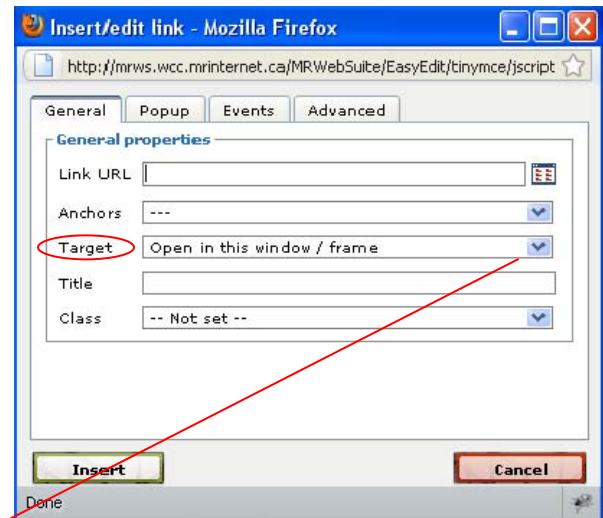 Insert/edit link - Mozilla Firefox
http://mrws.wcc.mrinternet.ca/MRWebSuite/EasyEdit/tinymce/jscript
General Popup Events Advanced
General properties
Link URL
Anchors ---
Target Open in this window / frame
Title
Class -- Not set --
Insert Cancel
Done